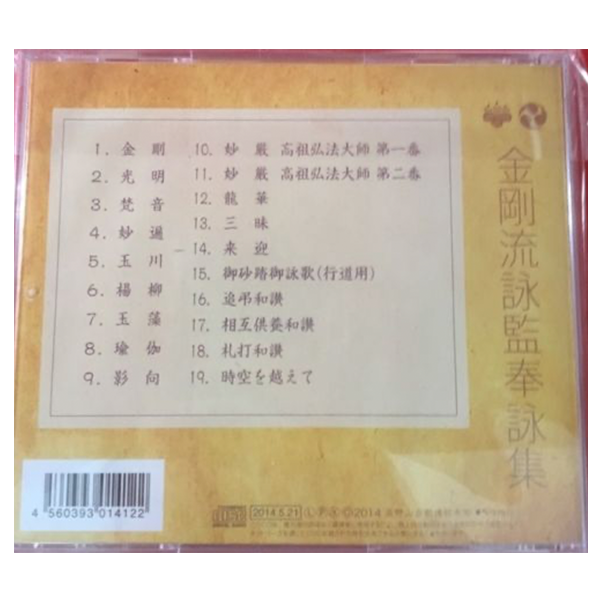 金剛流詠監奉詠集
1. 金剛
2. 光明
3. 梵音
4. 妙適
5. 玉川
6. 楊柳
7. 玉藻
8. 瑜伽
9. 影向
10. 妙厳 高祖弘法大師 第一番
11. 妙厳 高祖弘法大師 第二番
12. 龍華
13. 三昧
14. 来迎
15. 御砂踏御詠歌(行道用)
16. 追弔和讃
17. 相互供養和讃
18. 札打和讃
19. 時空を越えて
4 560393 014122
2014.5.21 ©2014